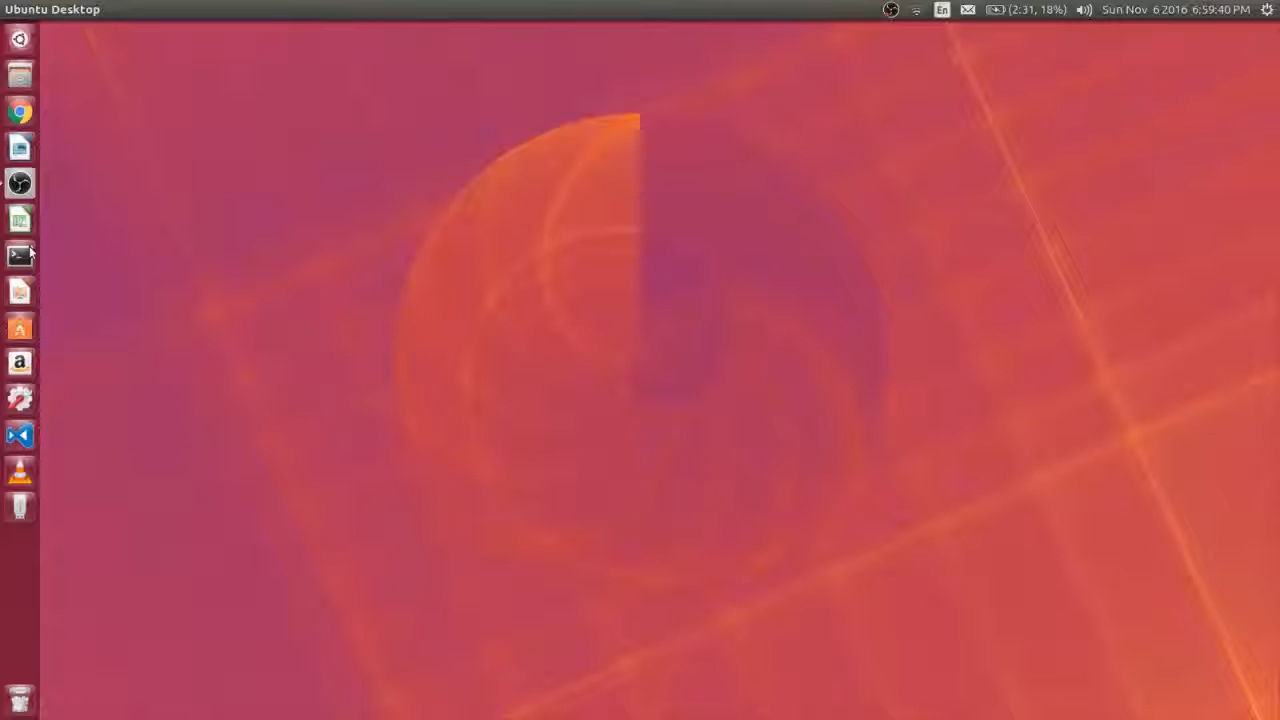 Ubuntu Desktop
En
(2:31, 18%)
Sun Nov 6 2016 6:59:40 PM
>_
A
a